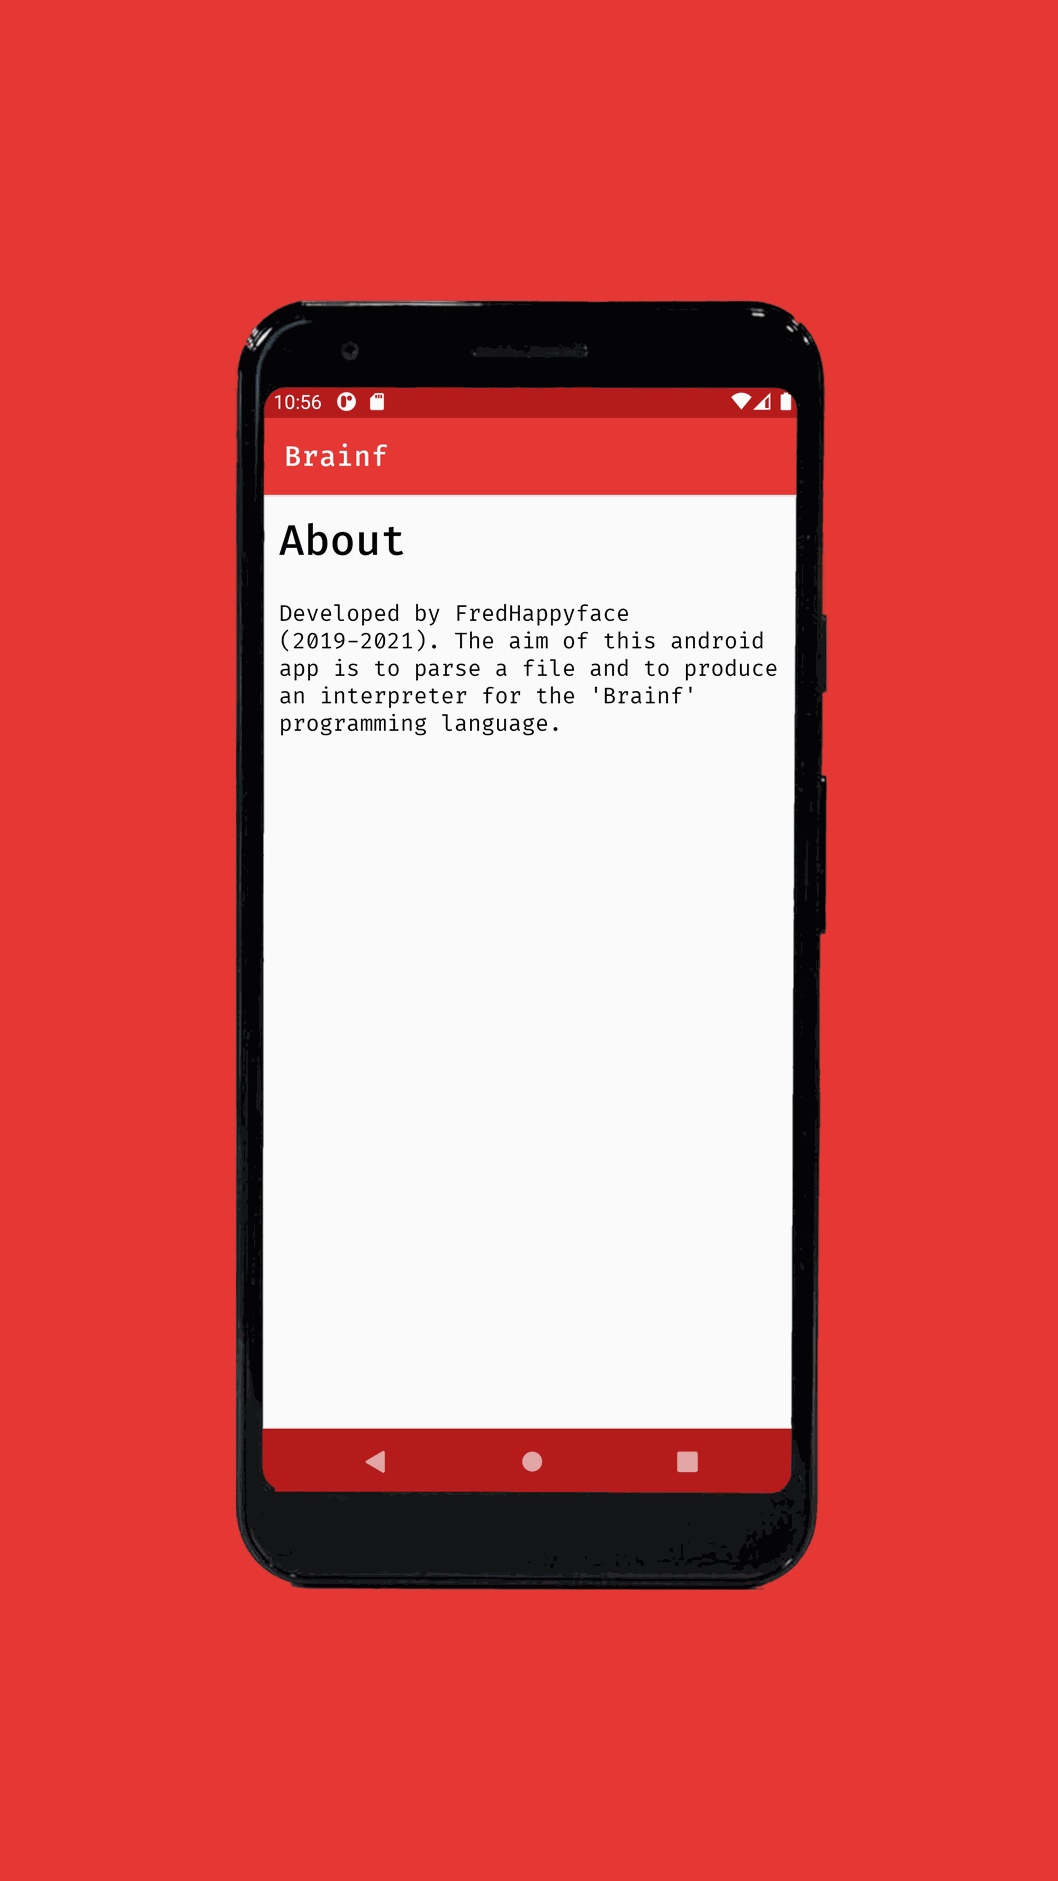 10:56
Brainf
About
Developed by FredHappyface
(2019-2021). The aim of this android
app is to parse a file and to produce
an interpreter for the 'Brainf'
programming language.